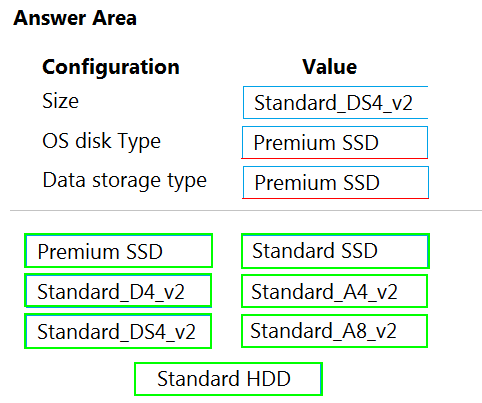 Answer Area
Configuration Value
Size Standard_DS4_v2
OS disk Type Premium SSD
Data storage type Premium SSD
Premium SSD Standard SSD
Standard_D4_v2 Standard_A4_v2
Standard_DS4_v2 Standard_A8_v2
Standard HDD